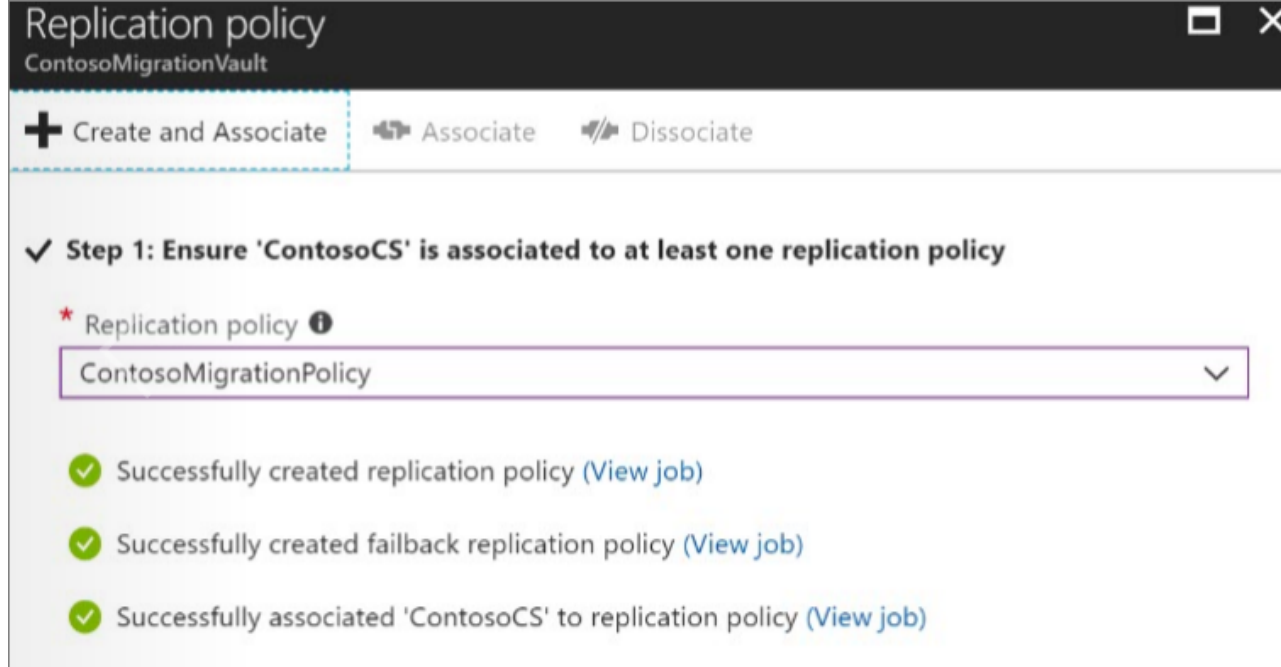 Replication policy
ContosoMigrationVault
Create and Associate Associate Dissociate
Step 1: Ensure 'ContosoCS' is associated to at least one replication policy
* Replication policy
ContosoMigrationPolicy
Successfully created replication policy (View job)
Successfully created failback replication policy (View job)
Successfully associated 'ContosoCS' to replication policy (View job)